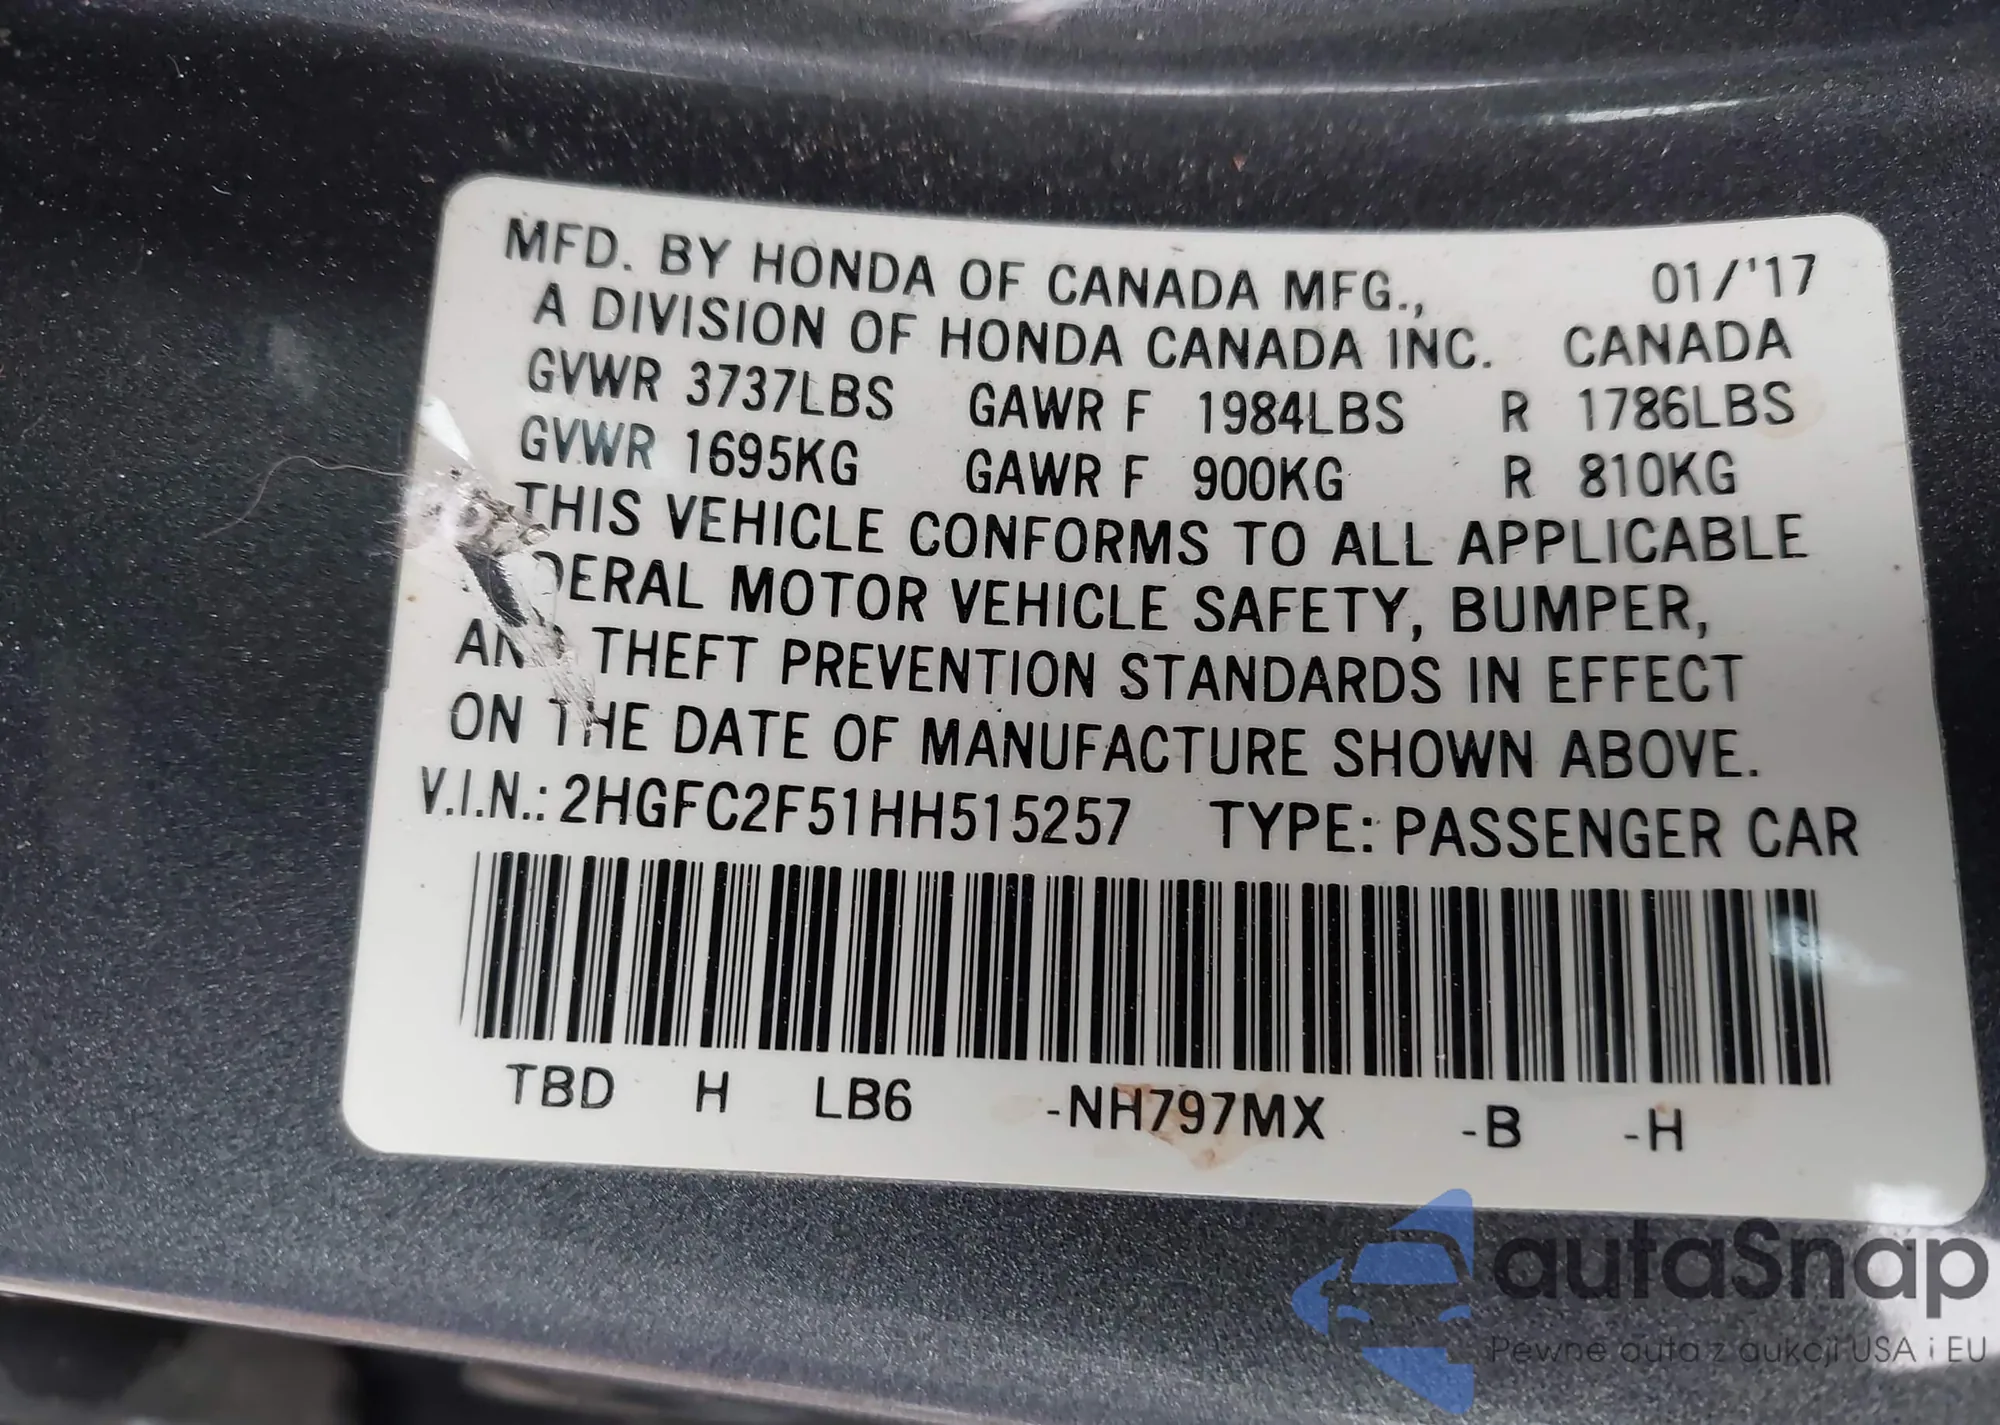 MFD. BY HONDA OF CANADA MFG., 01/'17
A DIVISION OF HONDA CANADA INC. CANADA
GVWR 3737LBS GAWR F 1984LBS R 1786LBS
GVWR 1695KG GAWR F 900KG R 810KG
THIS VEHICLE CONFORMS TO ALL APPLICABLE
DERAL MOTOR VEHICLE SAFETY, BUMPER,
AND THEFT PREVENTION STANDARDS IN EFFECT
ON THE DATE OF MANUFACTURE SHOWN ABOVE.
V.I.N.: 2HGFC2F51HH515257 TYPE: PASSENGER CAR
TBD H LB6 -NH797MX -B -H
autaSnap
Pewne auta z aukcji USA i EU